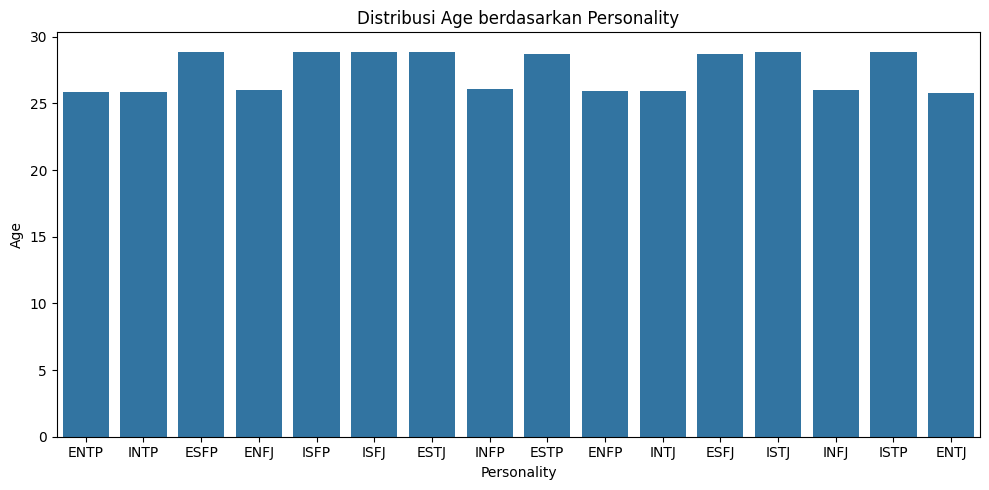 Distribusi Age berdasarkan Personality
30
25
20
15
10
5
0
Age
ENTP INTP ESFP ENFJ ISFP ISFJ ESTJ INFP ESTP ENFP INTJ ESFJ ISTJ INFJ ISTP ENTJ
Personality